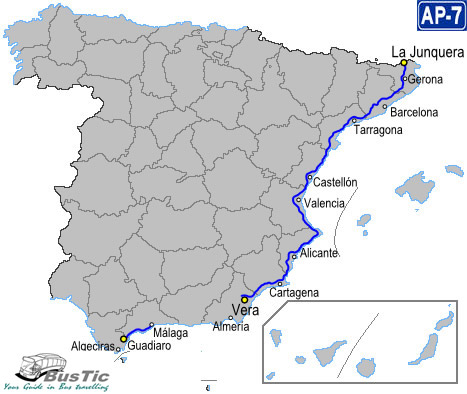 AP-7
La Junquera
Gerona
Barcelona
Tarragona
Castellón
Valencia
Alicante
Cartagena
Vera
Almeria
Málaga
Algeciras
Guadiaro
BusTic
Your Guide in Bus travelling